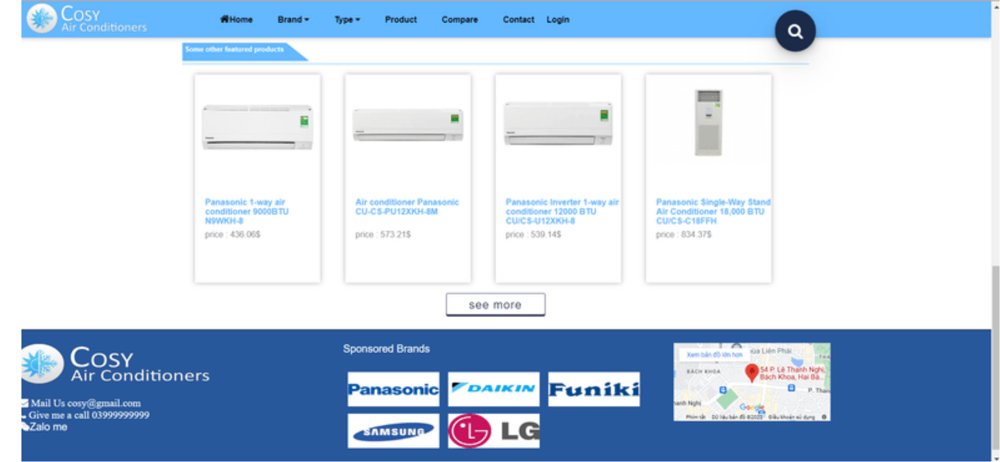 Cosy
Air Conditioners
Home Brand Type Product Compare Contact Login
Some other featured products
Panasonic 1-way air
conditioner 9000BTU
N9WKH-8
price : 436.06$
Air conditioner Panasonic
CU-CS-PU12XKH-8M
price : 573.21$
Panasonic Inverter 1-way air
conditioner 12000 BTU
CU/CS-U12XKH-8
price : 539.14$
Panasonic Single-Way Stand
Air Conditioner 18,000 BTU
CU/CS-C18FFH
price : 834.37$
see more
Cosy
Air Conditioners
Mail Us cosy@gmail.com
Give me a call 03999999999
Zalo me
Sponsored Brands
Panasonic
DAIKIN
Funiki
SAMSUNG
LG
Xem bản đồ lớn hơn
Liên Phái
BÁCH KHOA
54 P. Lê Thanh Nghị,
Bách Khoa, Hai Bà...
P. Than
hanh Nghị
Google
Phím tắt Dữ liệu bản đồ ©2022 Điều khoản sử dụng